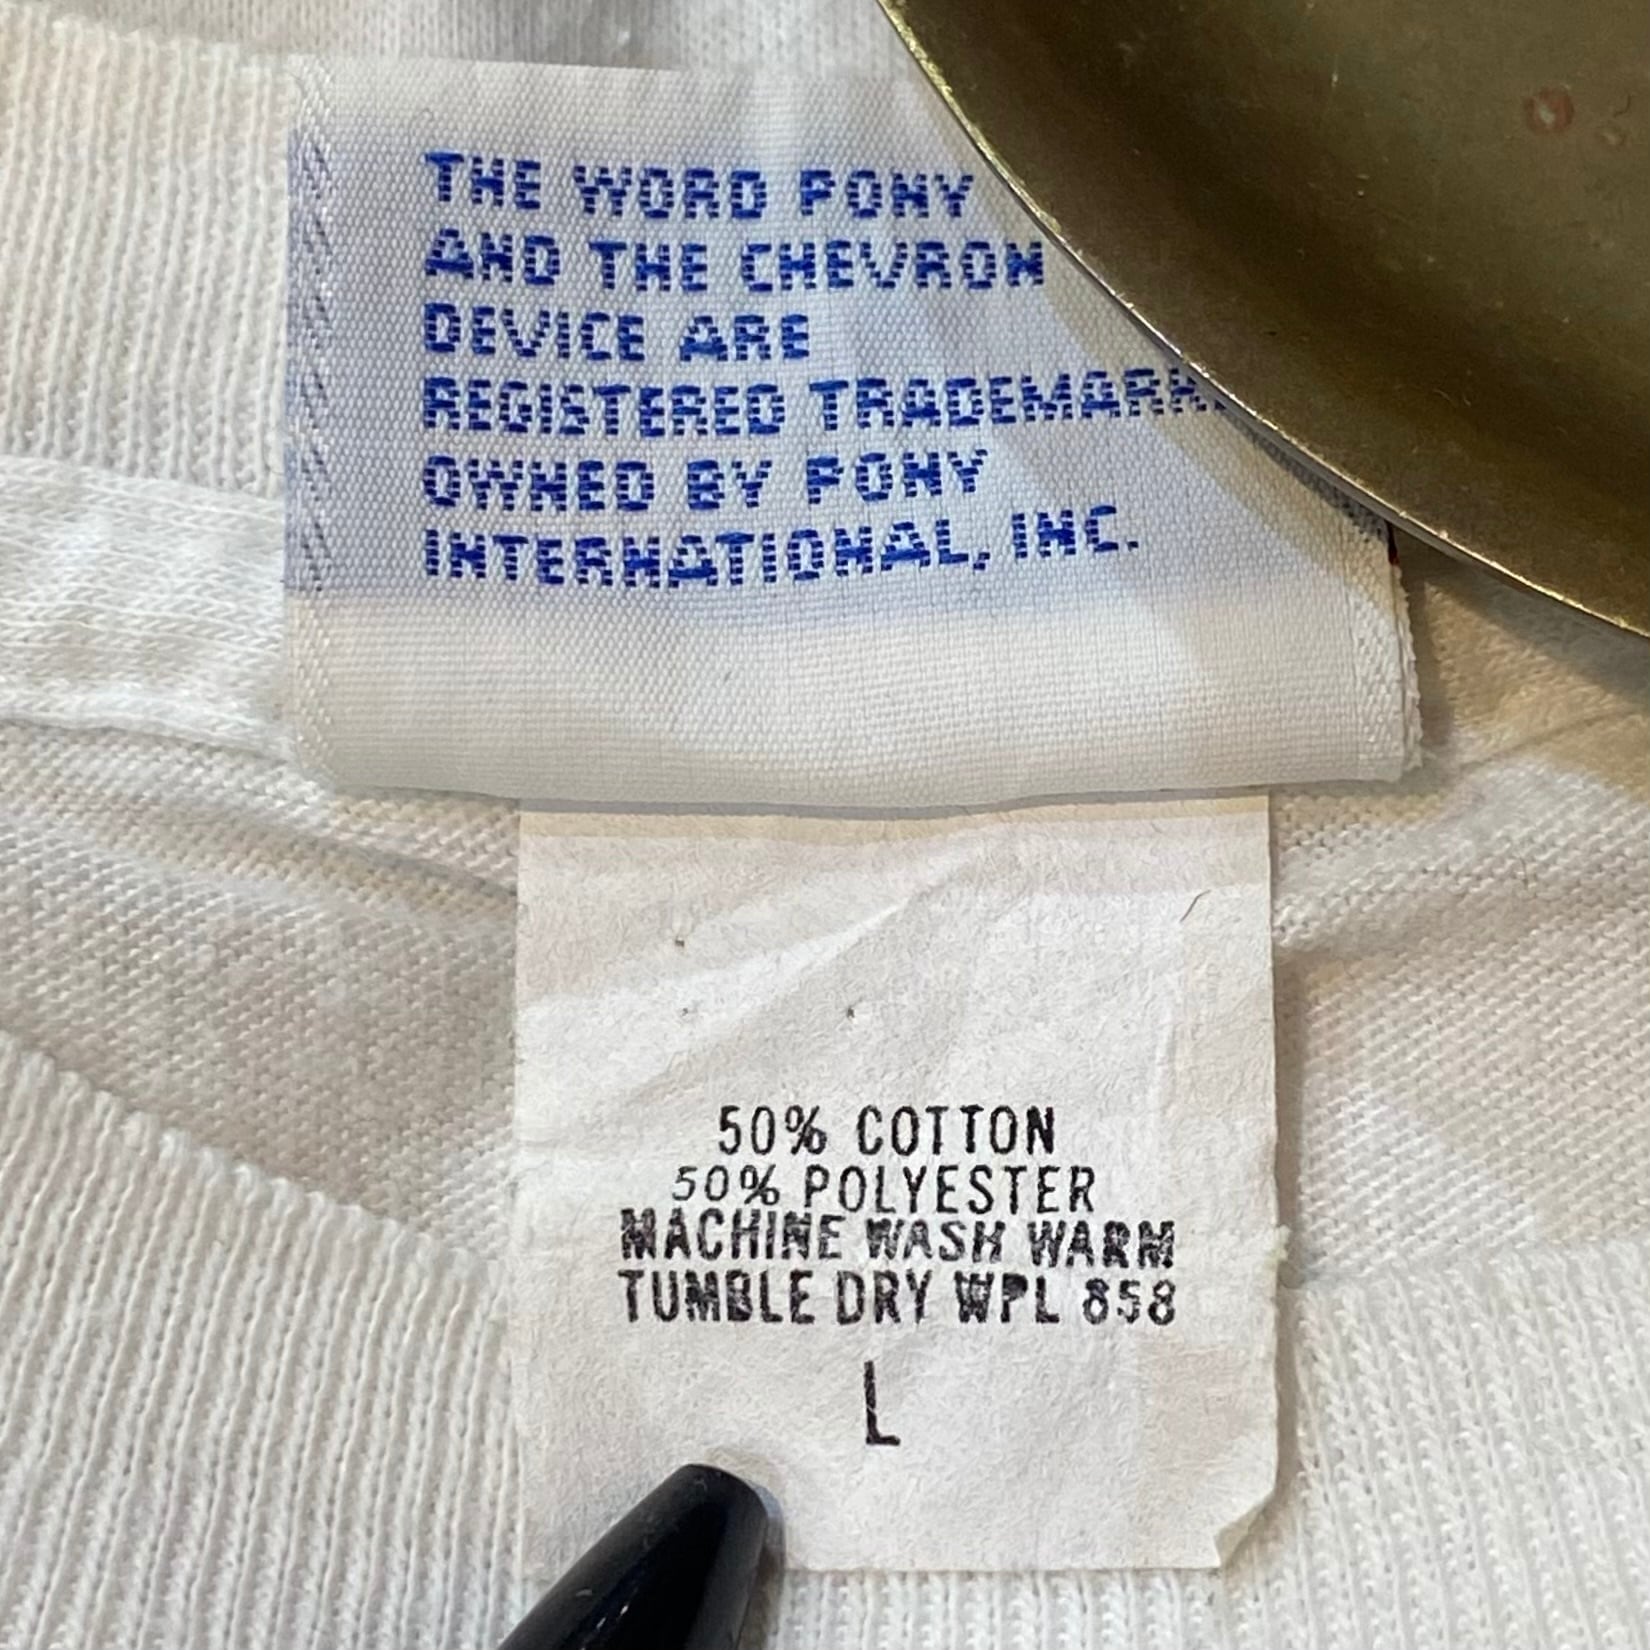 THE WORD PONY
AND THE CHEVRON
DEVICE ARE
REGISTERED TRADEMARK
OWNED BY PONY
INTERNATIONAL, INC.
50% COTTON
50% POLYESTER
MACHINE WASH WARM
TUMBLE DRY WPL 858
L